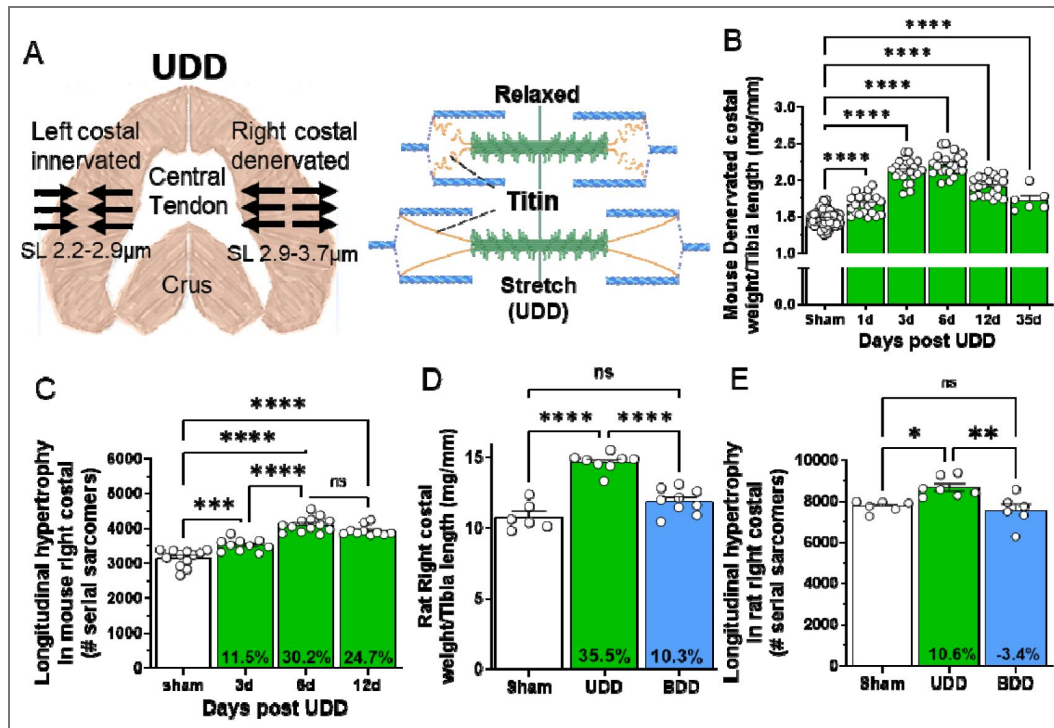 A
UDD
Left costal
innervated
Right costal
denervated
Central
Tendon
SL 2.2-2.9µm
SL 2.9-3.7µm
Crus
Relaxed
Titin
Stretch
(UDD)
B
****
****
****
****
****
Mouse Denervated costal
weight/Tibia length (mg/mm)
3.0
2.5
2.0
1.5
1.0
0.0
Sham
1d
3d
6d
12d
35d
Days post UDD
C
****
****
****
ns
***
Longitudinal hypertrophy
In mouse right costal
(# serial sarcomers)
6000
5000
4000
3000
2000
1000
0
11.5%
30.2%
24.7%
sham
3d
6d
12d
Days post UDD
D
ns
****
****
Rat Right costal
weight/Tibia length (mg/mm)
15
10
5
0
35.5%
10.3%
Sham
UDD
BDD
E
ns
*
**
Longitudinal hypertrophy
In rat right costal
(# serial sarcomers)
10000
8000
6000
4000
2000
0
10.6%
-3.4%
Sham
UDD
BDD